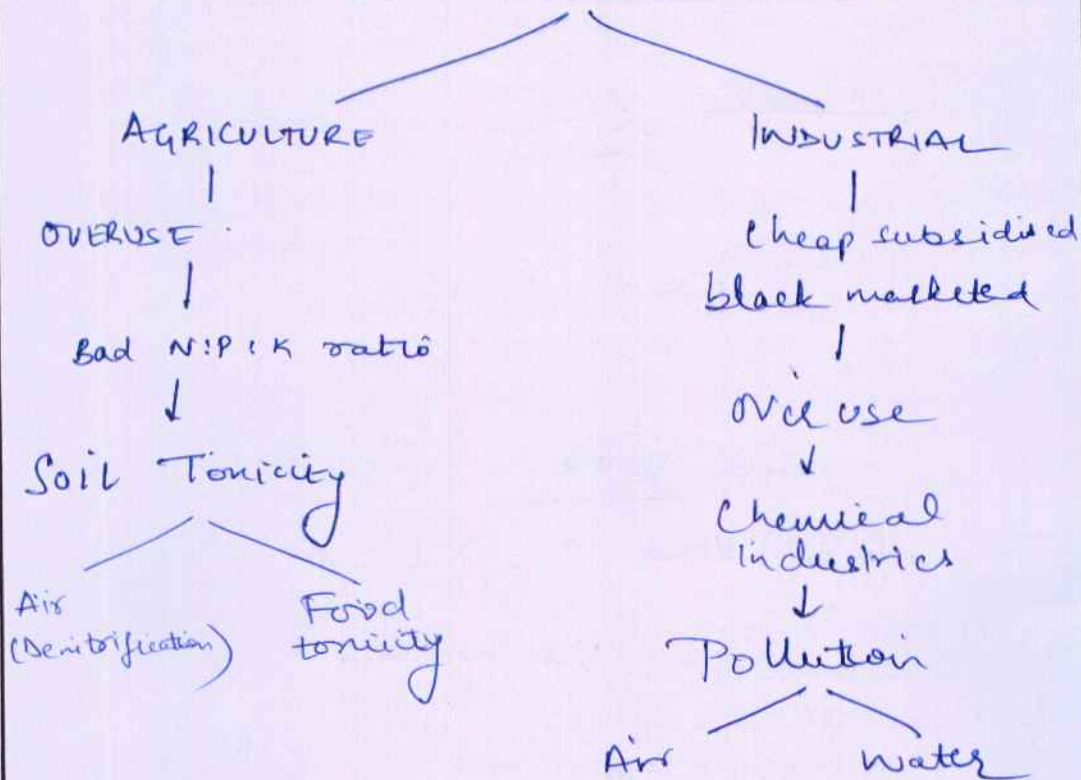 AGRICULTURE
OVERUSE
Bad N:P:K ratio
Soil Toxicity
Air
(Denitrification)
Food
toxicity
INDUSTRIAL
Cheap subsidised
black marketed
Over use
Chemical
industries
Pollution
Air
Water